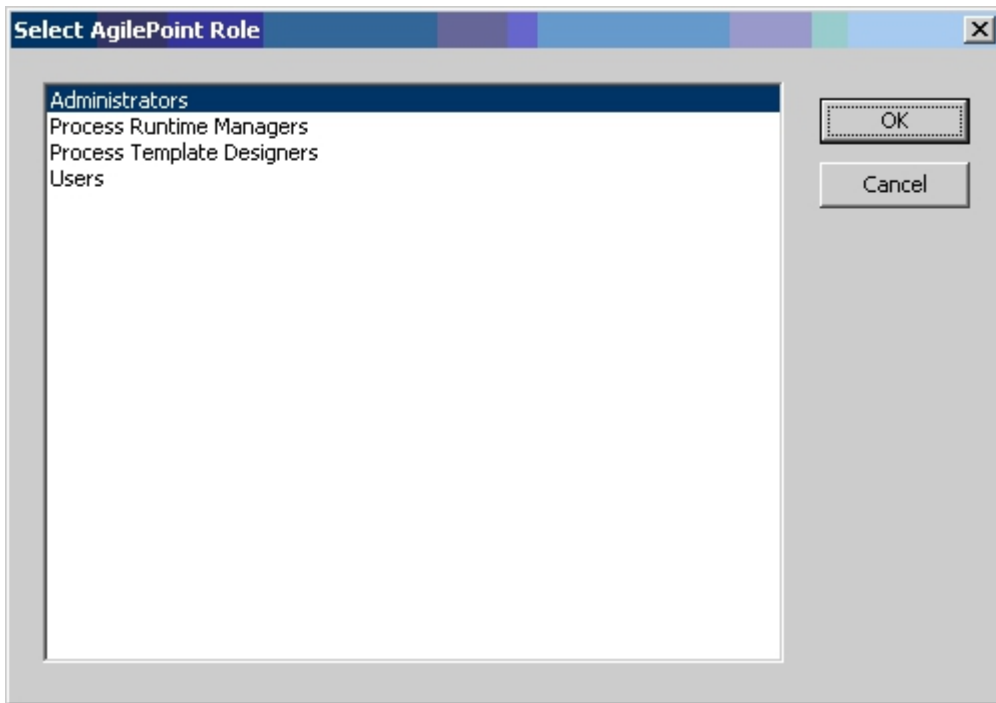 Select AgilePoint Role
Administrators
Process Runtime Managers
Process Template Designers
Users
OK
Cancel